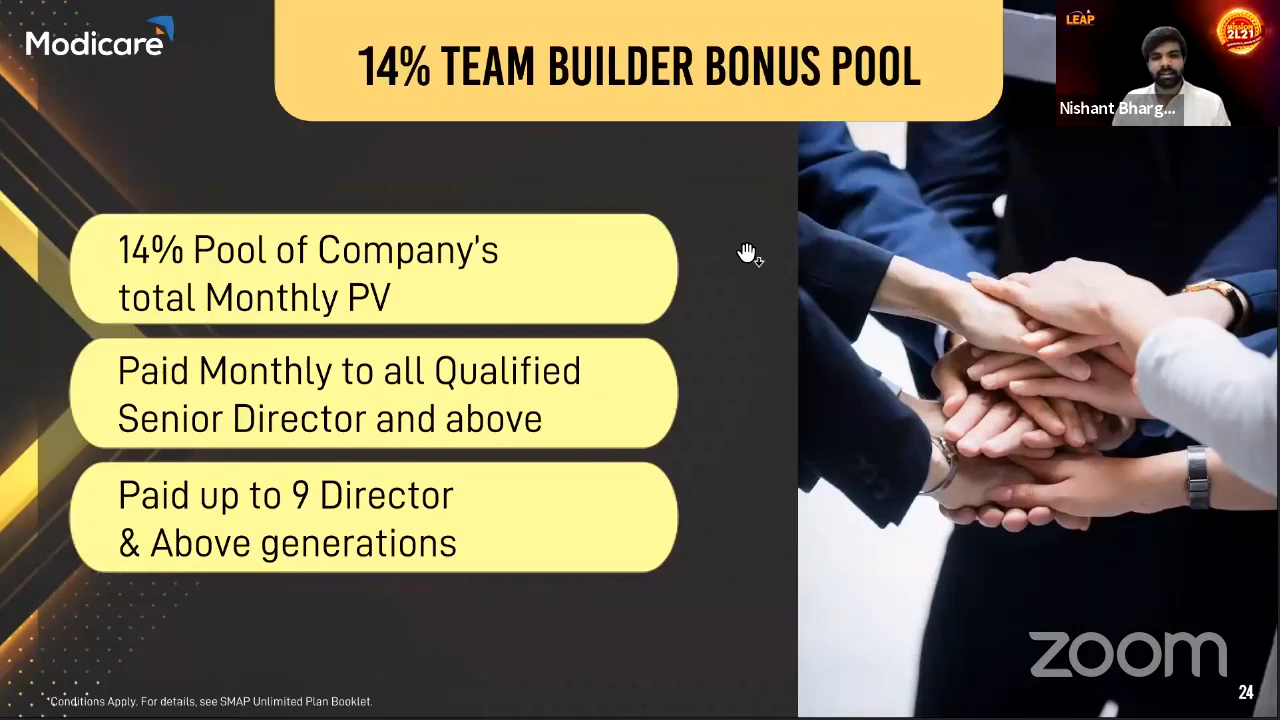 Modicare
14% TEAM BUILDER BONUS POOL
LEAP
MISSION
2L21
Nishant Bharg...
14% Pool of Company's
total Monthly PV
Paid Monthly to all Qualified
Senior Director and above
Paid up to 9 Director
& Above generations
zoom
*Conditions Apply. For details, see SMAP Unlimited Plan Booklet.
24